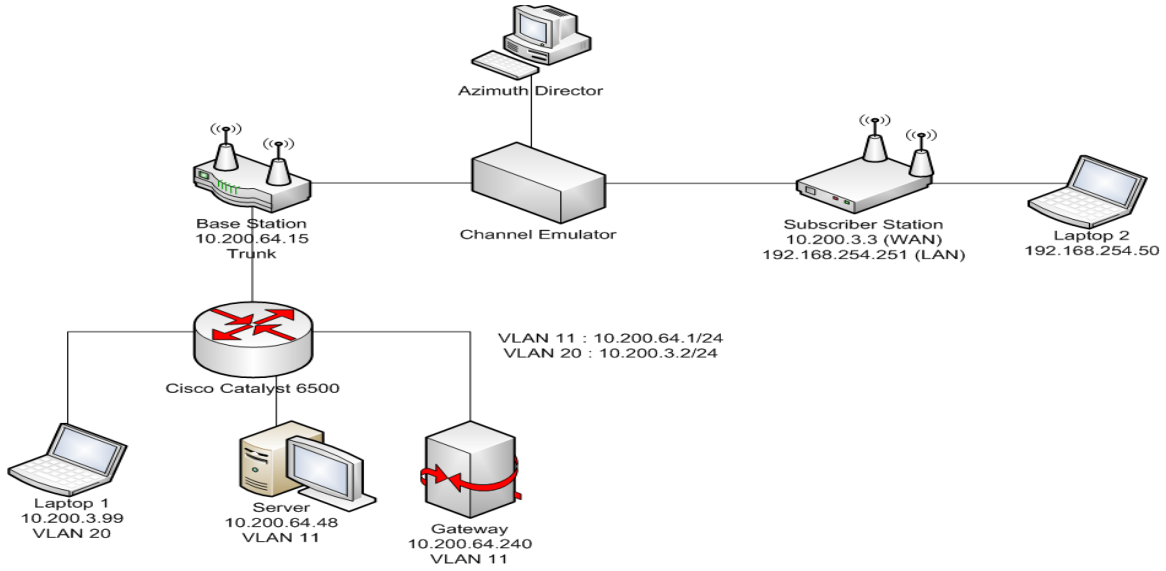 Azimuth Director
Base Station
10.200.64.15
Trunk
Channel Emulator
Subscriber Station
10.200.3.3 (WAN)
192.168.254.251 (LAN)
Laptop 2
192.168.254.50
VLAN 11 : 10.200.64.1/24
VLAN 20 : 10.200.3.2/24
Cisco Catalyst 6500
Laptop 1
10.200.3.99
VLAN 20
Server
10.200.64.48
VLAN 11
Gateway
10.200.64.240
VLAN 11